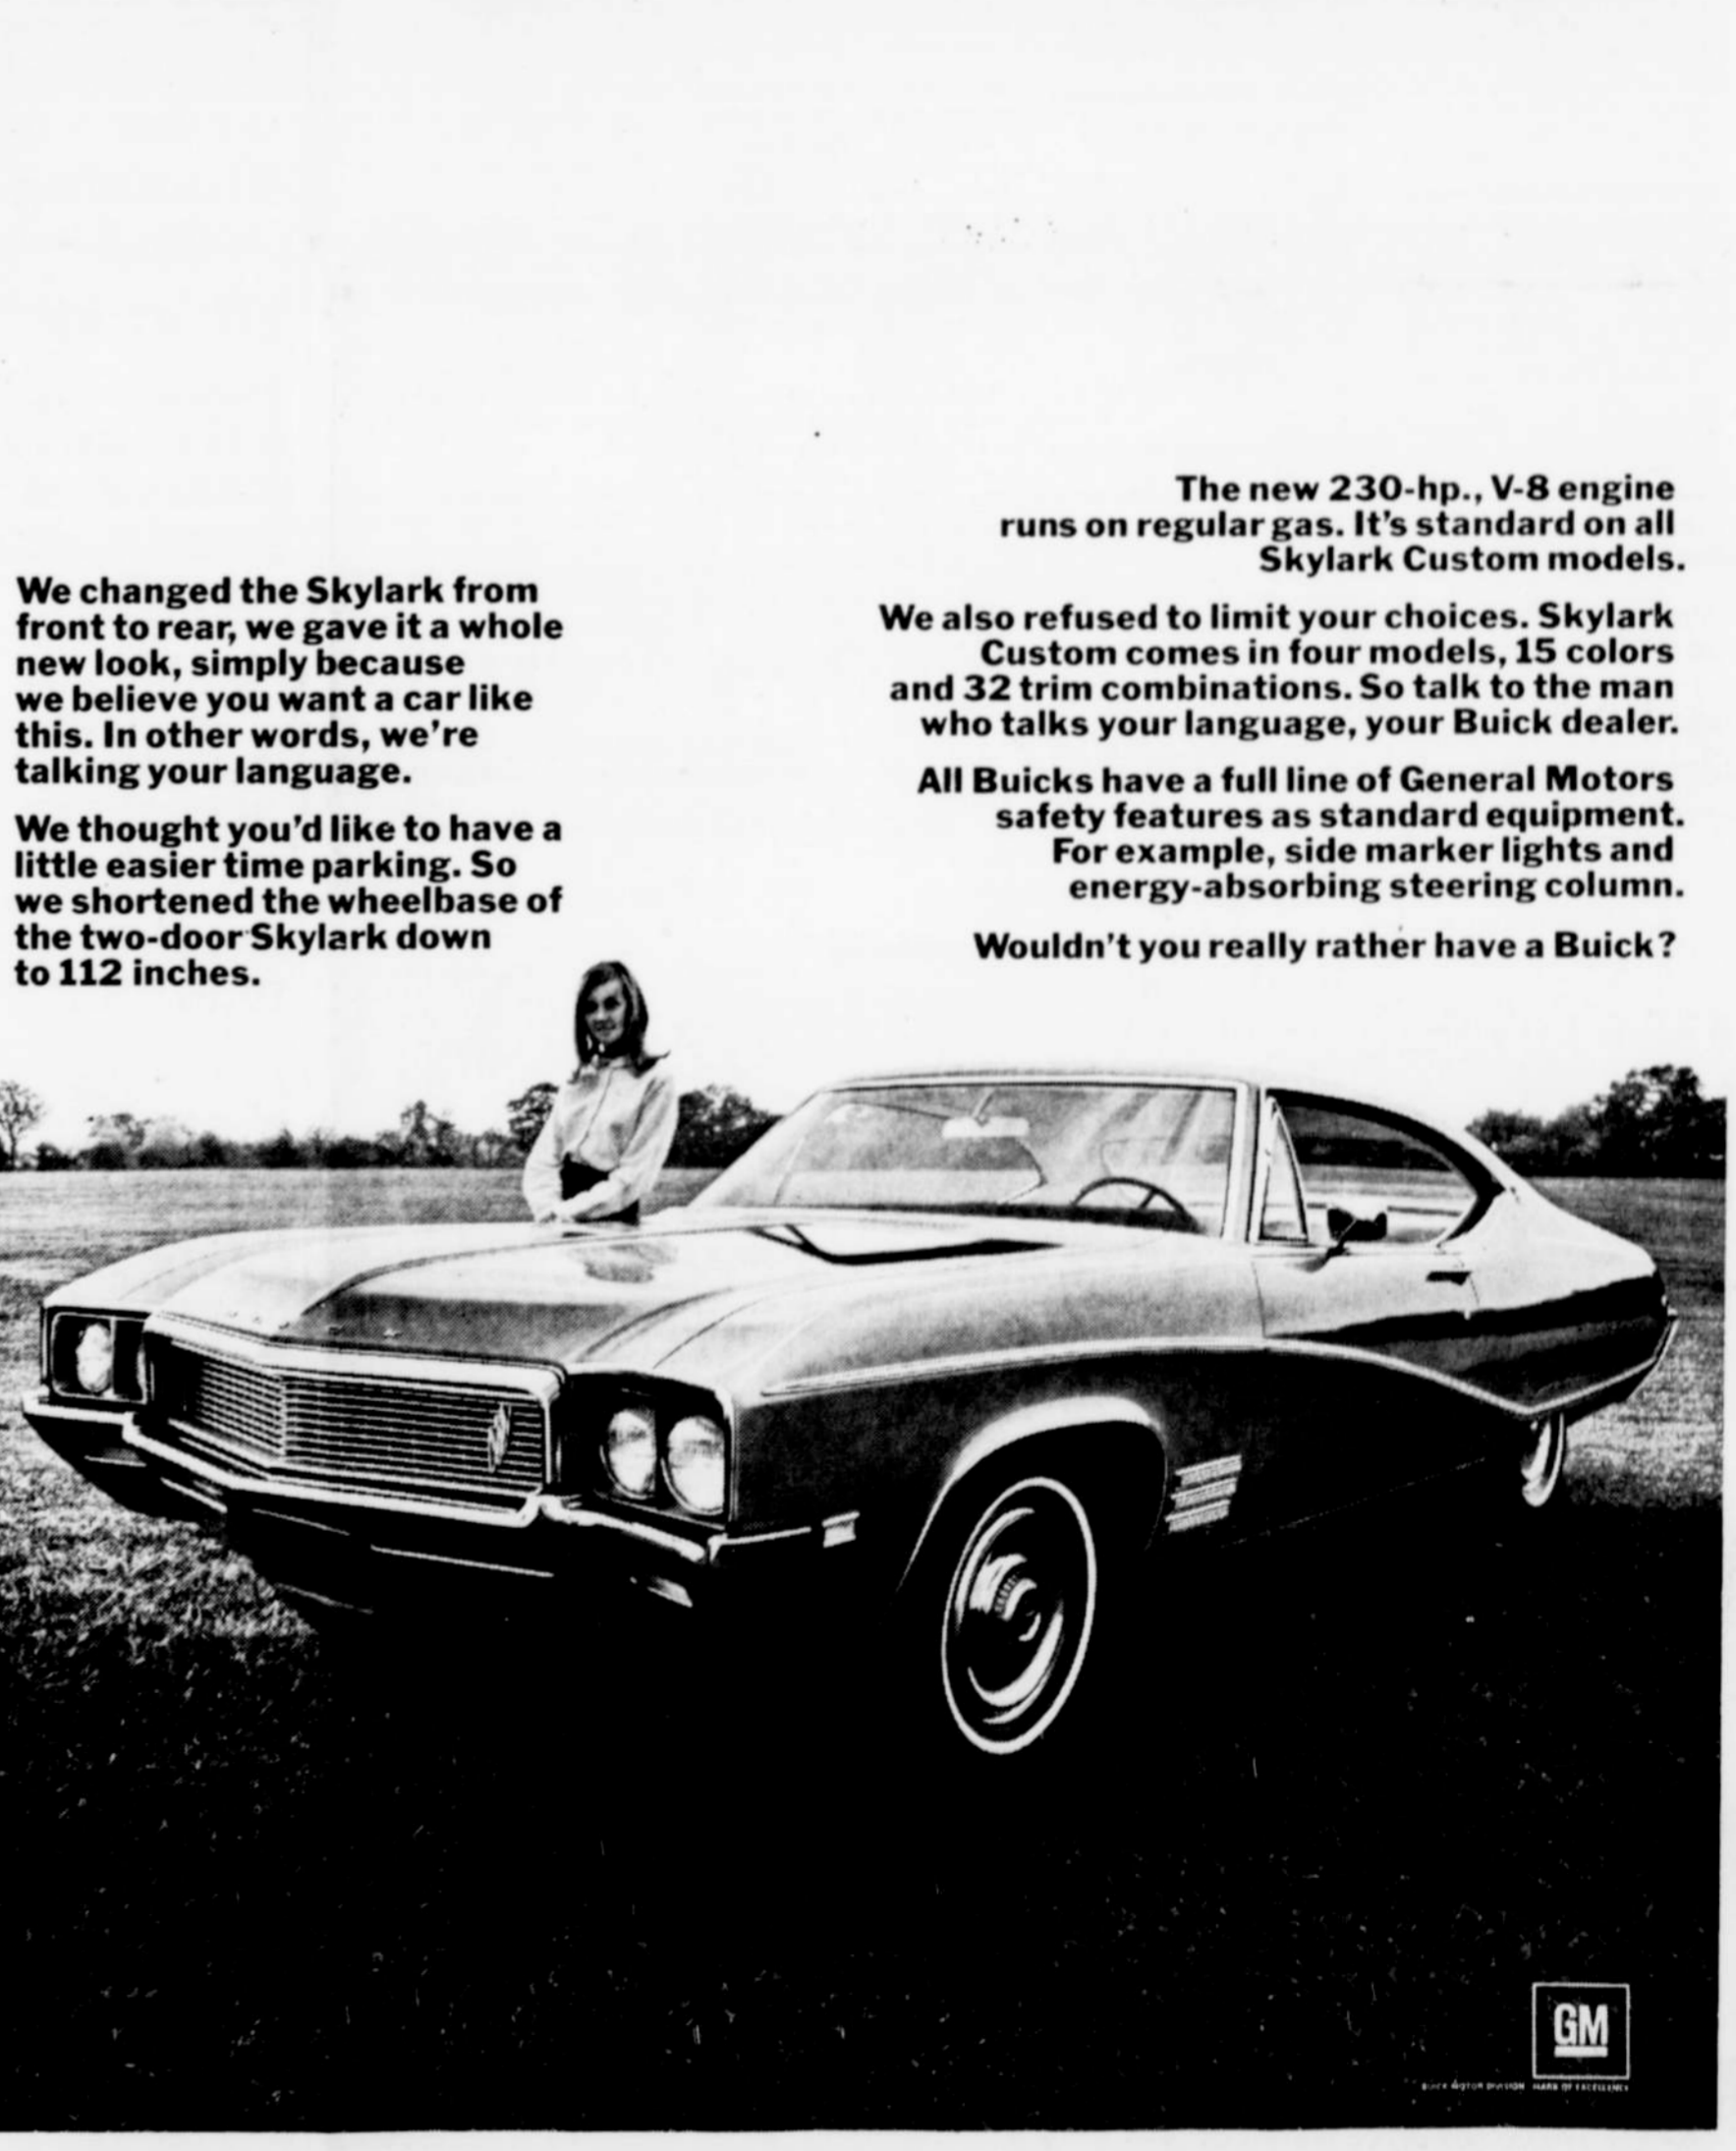 We changed the Skylark from
front to rear, we gave it a whole
new look, simply because
we believe you want a car like
this. In other words, we're
talking your language.
We thought you'd like to have a
little easier time parking. So
we shortened the wheelbase of
the two-door Skylark down
to 112 inches.
The new 230-hp., V-8 engine
runs on regular gas. It's standard on all
Skylark Custom models.
We also refused to limit your choices. Skylark
Custom comes in four models, 15 colors
and 32 trim combinations. So talk to the man
who talks your language, your Buick dealer.
All Buicks have a full line of General Motors
safety features as standard equipment.
For example, side marker lights and
energy-absorbing steering column.
Wouldn't you really rather have a Buick?
GM
BUICK MOTOR DIVISION MARK OF EXCELLENCE